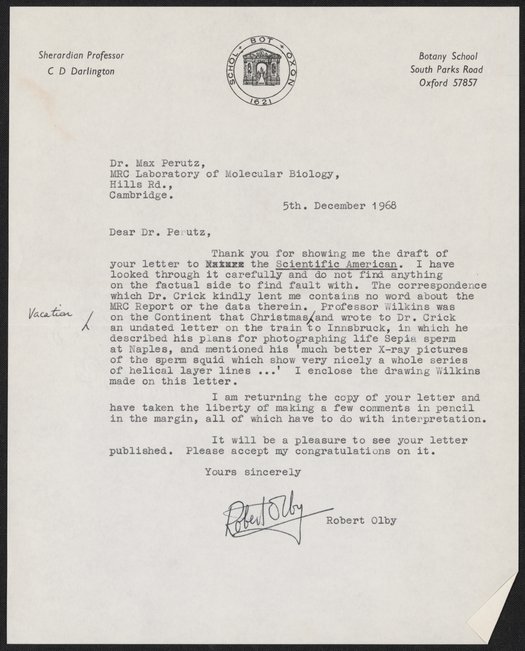 Sherardian Professor
C D Darlington
SCHOL · BOT · OXON
1621
Botany School
South Parks Road
Oxford 57857
Dr. Max Perutz,
MRC Laboratory of Molecular Biology,
Hills Rd.,
Cambridge.
5th. December 1968
Dear Dr. Perutz,
Thank you for showing me the draft of
your letter to the Scientific American. I have
looked through it carefully and do not find anything
on the factual side to find fault with. The correspondence
which Dr. Crick kindly lent me contains no word about the
MRC Report or the data therein. Professor Wilkins was
Vacation
on the Continent that Christmas and wrote to Dr. Crick
an undated letter on the train to Innsbruck, in which he
described his plans for photographing life Sepia sperm
at Naples, and mentioned his 'much better X-ray pictures
of the sperm squid which show very nicely a whole series
of helical layer lines ...' I enclose the drawing Wilkins
made on this letter.
I am returning the copy of your letter and
have taken the liberty of making a few comments in pencil
in the margin, all of which have to do with interpretation.
It will be a pleasure to see your letter
published. Please accept my congratulations on it.
Yours sincerely
Robert Olby
Robert Olby